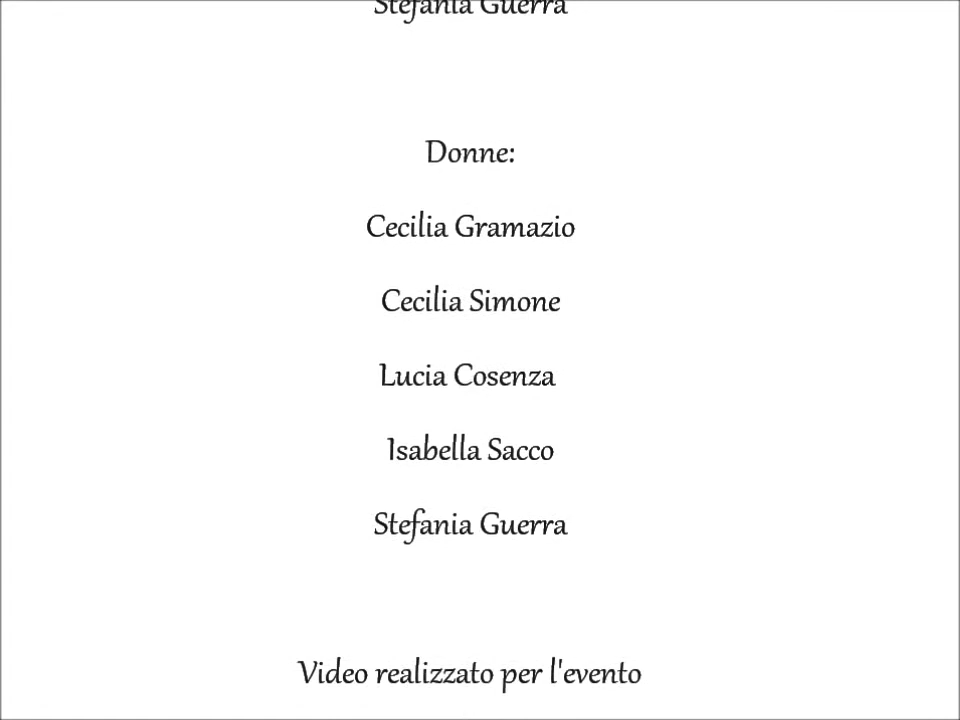 Stefania Guerra
Donne:
Cecilia Gramazio
Cecilia Simone
Lucia Cosenza
Isabella Sacco
Stefania Guerra
Video realizzato per l'evento